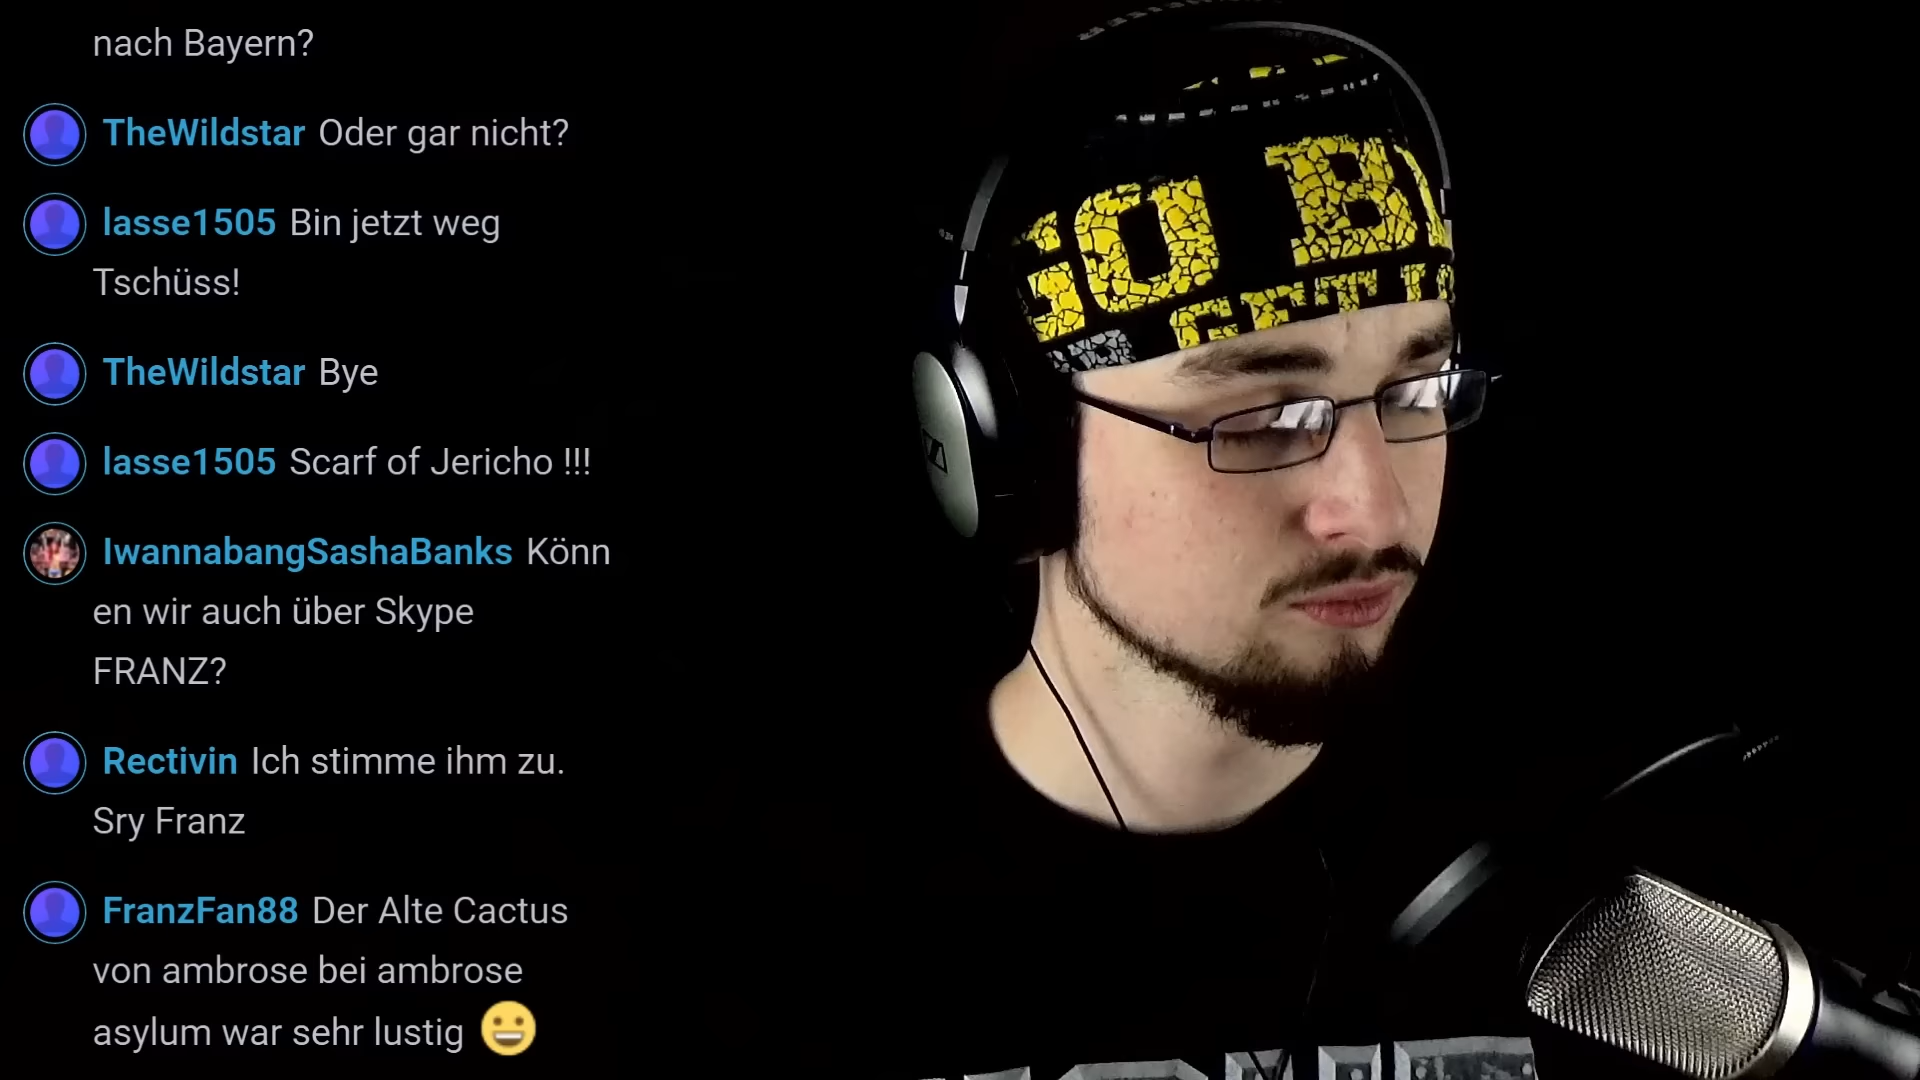 nach Bayern?
TheWildstar Oder gar nicht?
lasse1505 Bin jetzt weg
Tschüss!
TheWildstar Bye
lasse1505 Scarf of Jericho !!!
IwannabangSashaBanks Könn
en wir auch über Skype
FRANZ?
Rectivin Ich stimme ihm zu.
Sry Franz
FranzFan88 Der Alte Cactus
von ambrose bei ambrose
asylum war sehr lustig 😀
GO B
GET